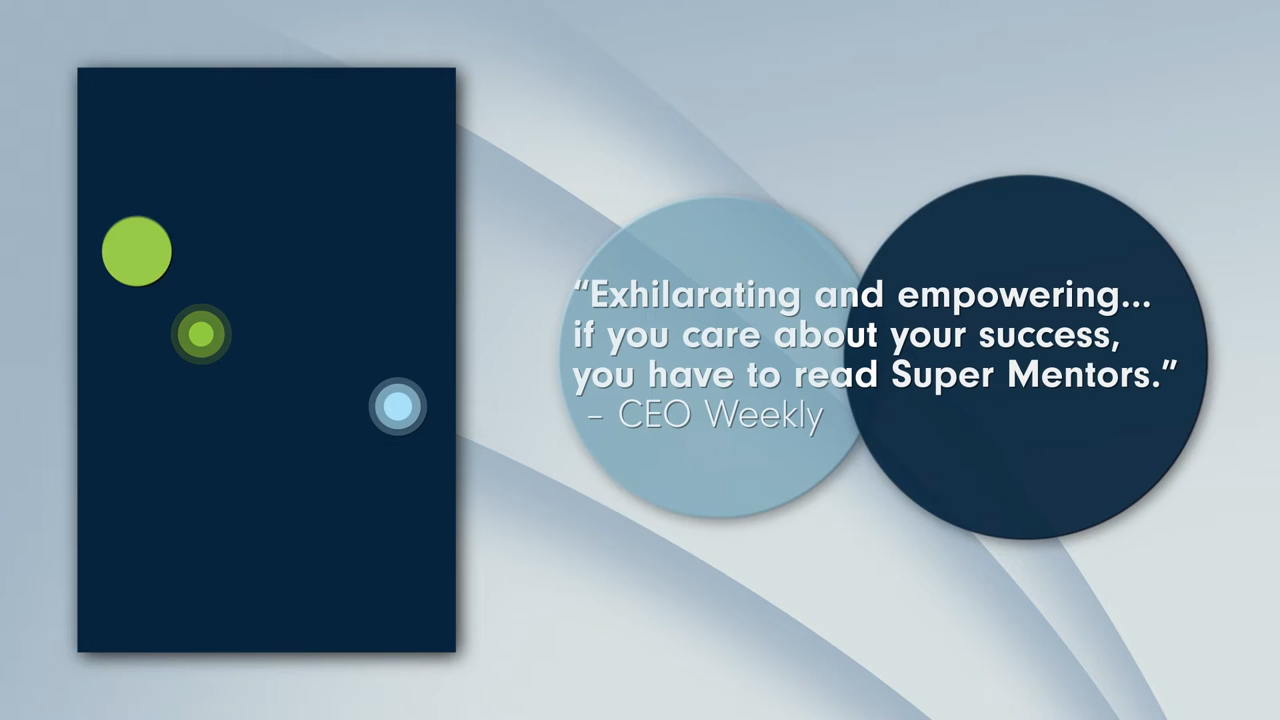 “Exhilarating and empowering...
if you care about your success,
you have to read Super Mentors.”
– CEO Weekly